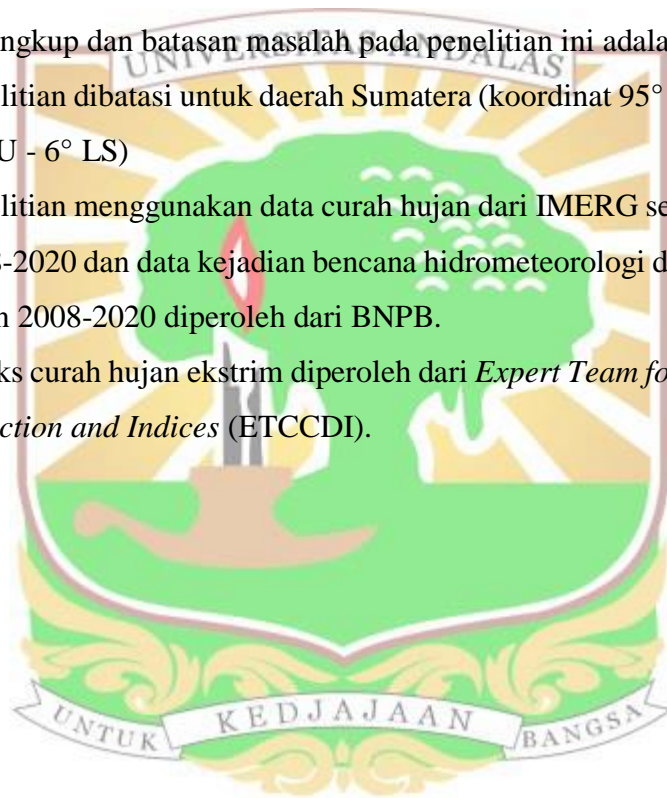 ngkup dan batasan masalah pada penelitian ini adala
UNIVERSITAS ANDALAS
litian dibatasi untuk daerah Sumatera (koordinat 95°
U - 6° LS)
litian menggunakan data curah hujan dari IMERG se
-2020 dan data kejadian bencana hidrometeorologi d
n 2008-2020 diperoleh dari BNPB.
ks curah hujan ekstrim diperoleh dari Expert Team fo
ction and Indices (ETCCDI).
UNTUK KEDJAJAAN BANGSA